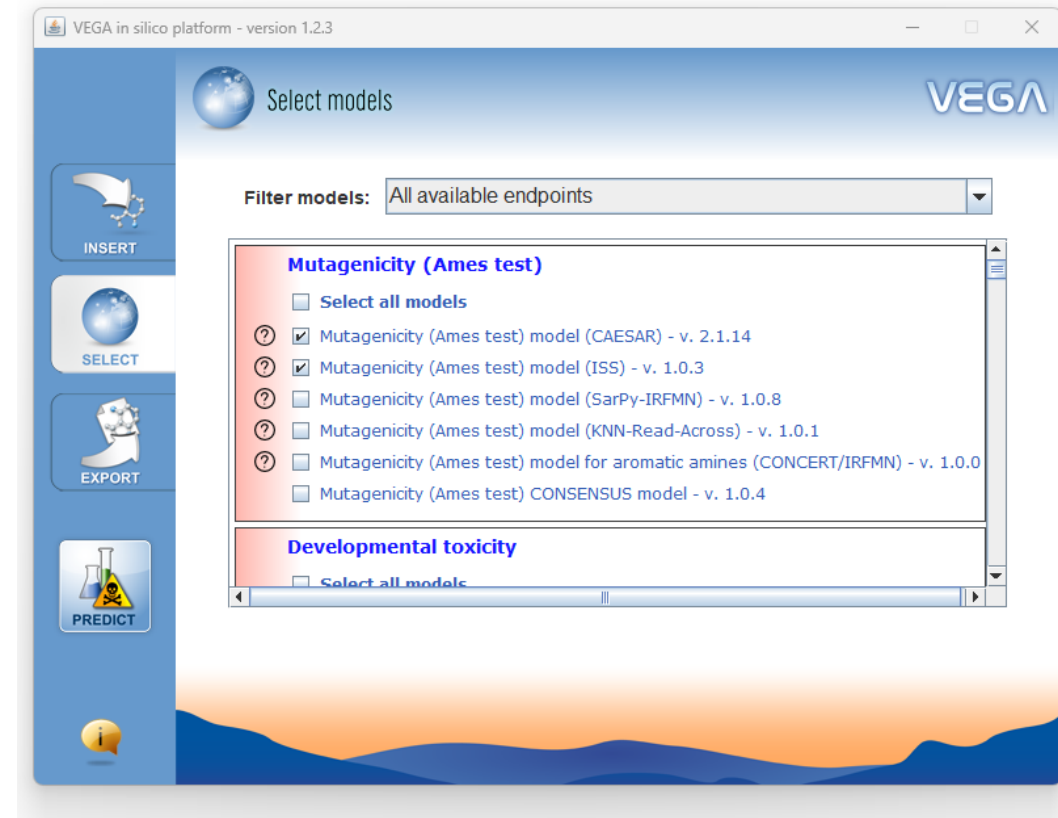 VEGA in silico platform - version 1.2.3
Select models
VEGA
Filter models: All available endpoints
INSERT
SELECT
EXPORT
PREDICT
i
Mutagenicity (Ames test)
Select all models
Mutagenicity (Ames test) model (CAESAR) - v. 2.1.14
Mutagenicity (Ames test) model (ISS) - v. 1.0.3
Mutagenicity (Ames test) model (SarPy-IRFMN) - v. 1.0.8
Mutagenicity (Ames test) model (KNN-Read-Across) - v. 1.0.1
Mutagenicity (Ames test) model for aromatic amines (CONCERT/IRFMN) - v. 1.0.0
Mutagenicity (Ames test) CONSENSUS model - v. 1.0.4
Developmental toxicity
Select all models